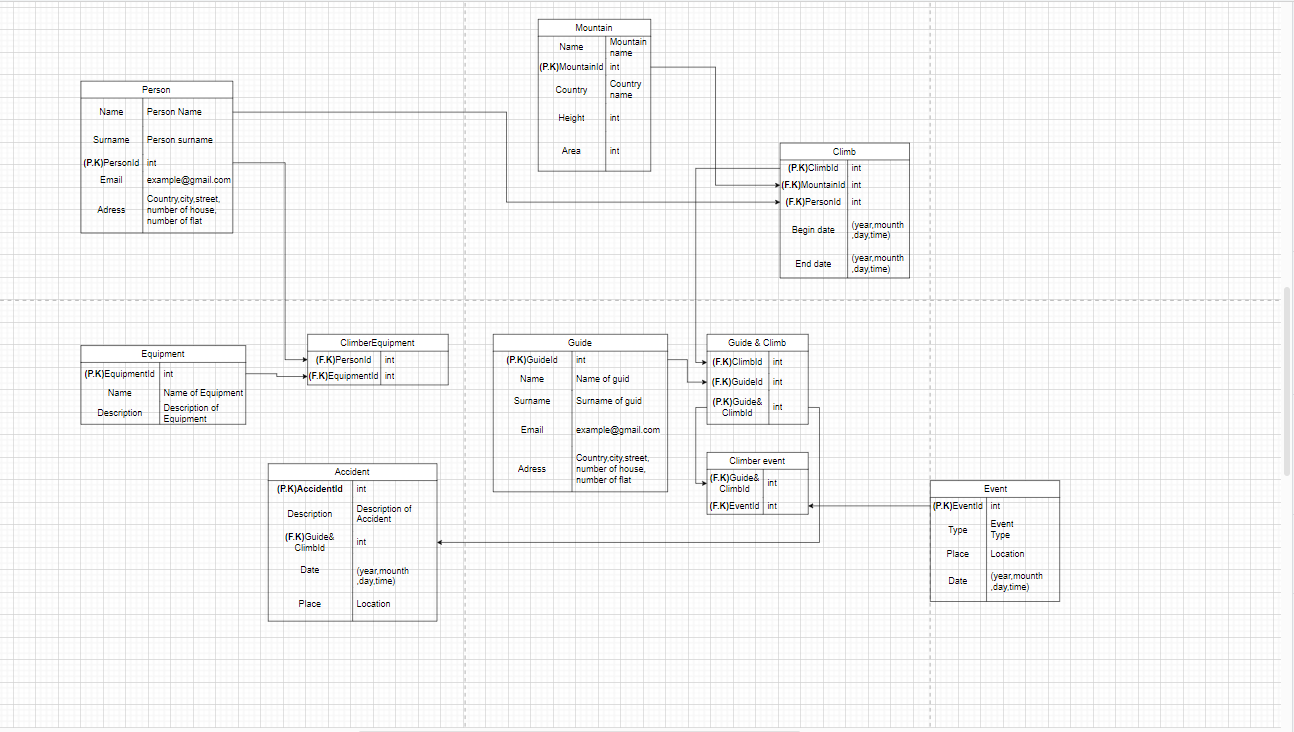 Mountain
Name
Mountain
name
(P.K)MountainId
int
Country
Country
name
Height
int
Area
int
Person
Name
Person Name
Surname
Person surname
(P.K)PersonId
int
Email
example@gmail.com
Adress
Country,city,street,
number of house,
number of flat
Climb
(P.K)ClimbId
int
(F.K)MountainId
int
(F.K)PersonId
int
Begin date
(year,mounth
,day,time)
End date
(year,mounth
,day,time)
Equipment
(P.K)EquipmentId
int
Name
Name of Equipment
Description
Description of
Equipment
ClimberEquipment
(F.K)PersonId
int
(F.K)EquipmentId
int
Guide
(P.K)GuideId
int
Name
Name of guid
Surname
Surname of guid
Email
example@gmail.com
Adress
Country,city,street,
number of house,
number of flat
Guide & Climb
(F.K)ClimbId
int
(F.K)GuideId
int
(P.K)Guide&
ClimbId
int
Climber event
(F.K)Guide&
ClimbId
int
(F.K)EventId
int
Accident
(P.K)AccidentId
int
Description
Description of
Accident
(F.K)Guide&
ClimbId
int
Date
(year,mounth
,day,time)
Place
Location
Event
(P.K)EventId
int
Type
Event
Type
Place
Location
Date
(year,mounth
,day,time)